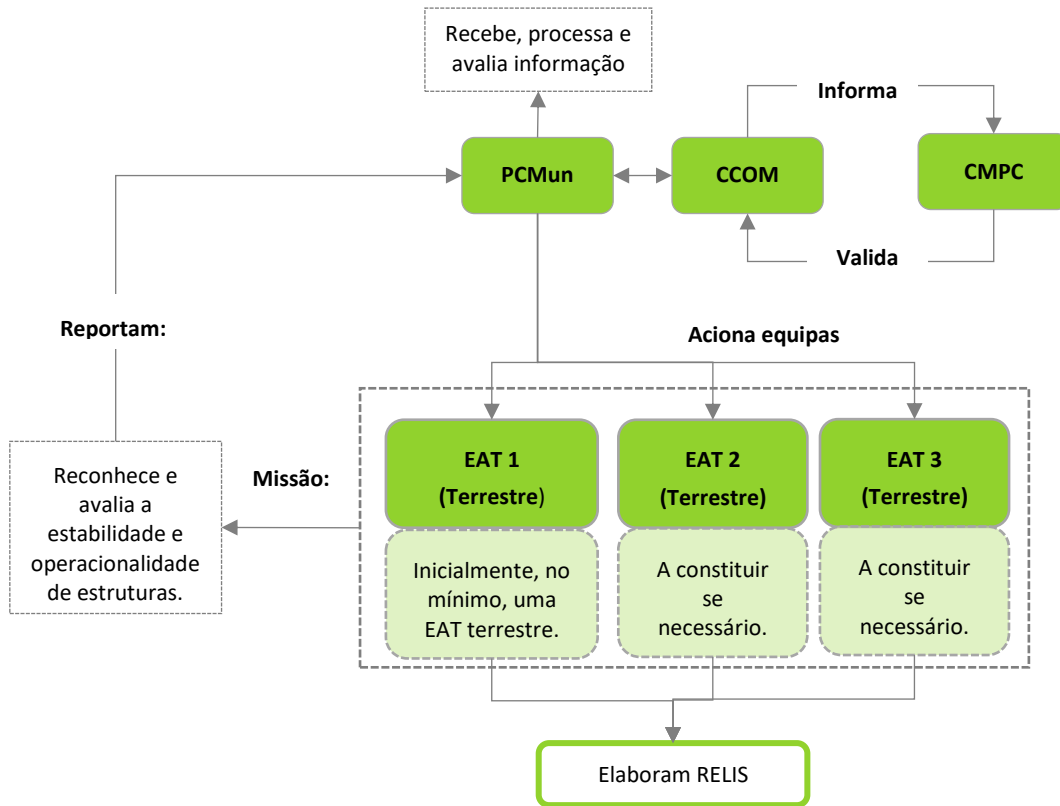 Recebe, processa e
avalia informação
Informa
PCMun
CCOM
CMPC
Valida
Reportam:
Aciona equipas
EAT 1
(Terrestre)
EAT 2
(Terrestre)
EAT 3
(Terrestre)
Missão:
Reconhece e
avalia a
estabilidade e
operacionalidade
de estruturas.
Inicialmente, no
mínimo, uma
EAT terrestre.
A constituir
se
necessário.
A constituir
se
necessário.
Elaboram RELIS